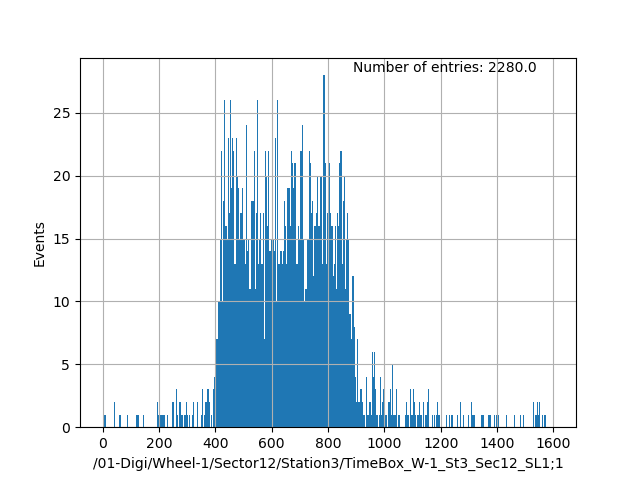 Number of entries: 2280.0
25
20
15
10
5
0
Events
0 200 400 600 800 1000 1200 1400 1600
/01-Digi/Wheel-1/Sector12/Station3/TimeBox_W-1_St3_Sec12_SL1;1